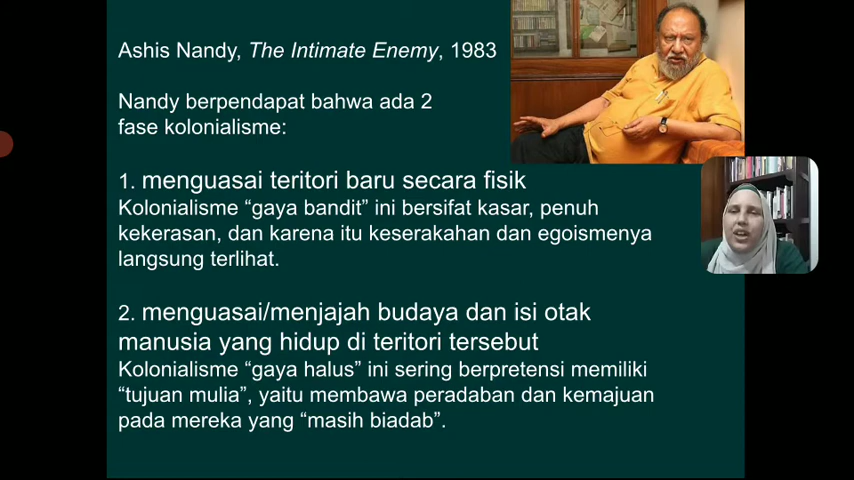 Ashis Nandy, The Intimate Enemy, 1983
Nandy berpendapat bahwa ada 2
fase kolonialisme:
1. menguasai teritori baru secara fisik
Kolonialisme “gaya bandit” ini bersifat kasar, penuh
kekerasan, dan karena itu keserakahan dan egoismenya
langsung terlihat.
2. menguasai/menjajah budaya dan isi otak
manusia yang hidup di teritori tersebut
Kolonialisme “gaya halus” ini sering berpretensi memiliki
“tujuan mulia”, yaitu membawa peradaban dan kemajuan
pada mereka yang “masih biadab”.